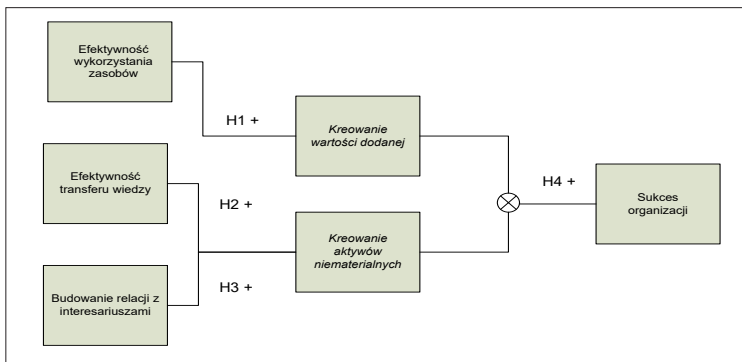 Efektywność
wykorzystania
zasobów
H1 +
Kreowanie
wartości dodanej
Efektywność
transferu wiedzy
H2 +
H4 +
Sukces
organizacji
Kreowanie
aktywów
niematerialnych
Budowanie relacji z
interesariuszami
H3 +